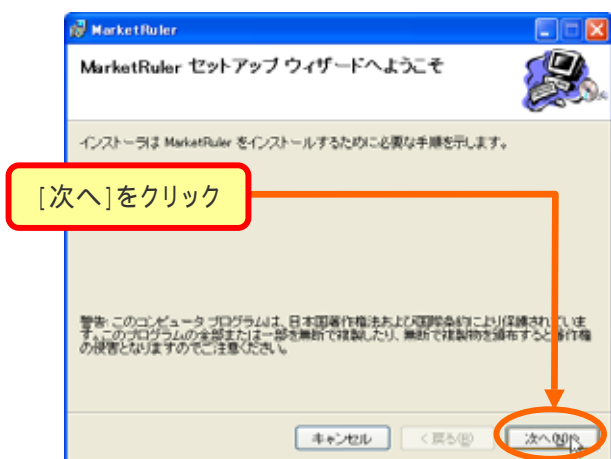 MarketRuler
MarketRuler セットアップ ウィザードへようこそ
インストーラは MarketRuler をインストールするために必要な手順を示します。
[次へ]をクリック
警告: このコンピュータ プログラムは、日本国著作権法および国際条約により保護されていま
す。このプログラムの全部または一部を無断で複製したり、無断で複製物を頒布すると著作権
の侵害となりますのでご注意ください。
キャンセル
< 戻る(B)
次へ(N)>